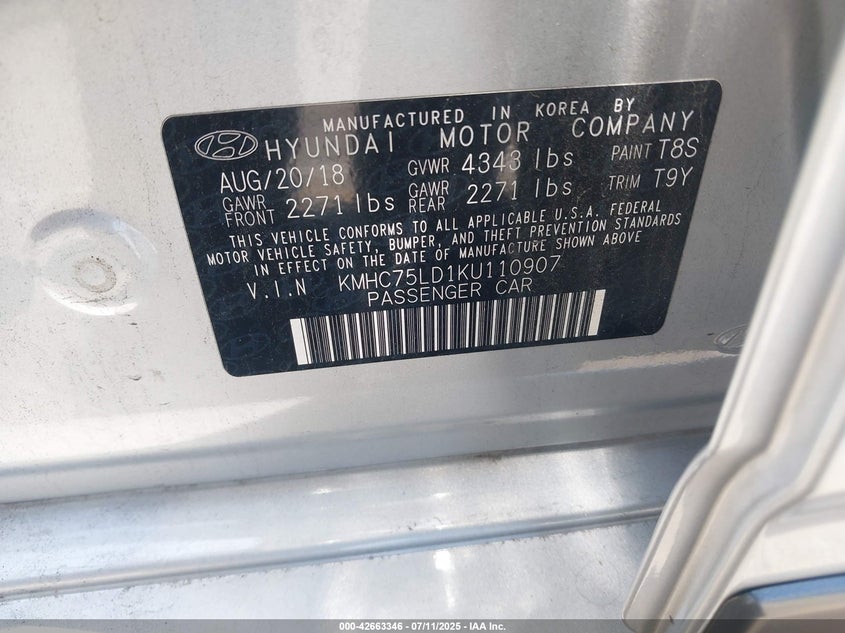 MANUFACTURED IN KOREA BY
HYUNDAI MOTOR COMPANY
AUG/20/18 GVWR 4343 lbs PAINT T8S
GAWR FRONT 2271 lbs GAWR REAR 2271 lbs TRIM T9Y
THIS VEHICLE CONFORMS TO ALL APPLICABLE U.S.A. FEDERAL
MOTOR VEHICLE SAFETY, BUMPER, AND THEFT PREVENTION STANDARDS
IN EFFECT ON THE DATE OF MANUFACTURE SHOWN ABOVE
V.I.N KMHC75LD1KU110907
PASSENGER CAR
000-42663346 - 07/11/2025 - IAA Inc.